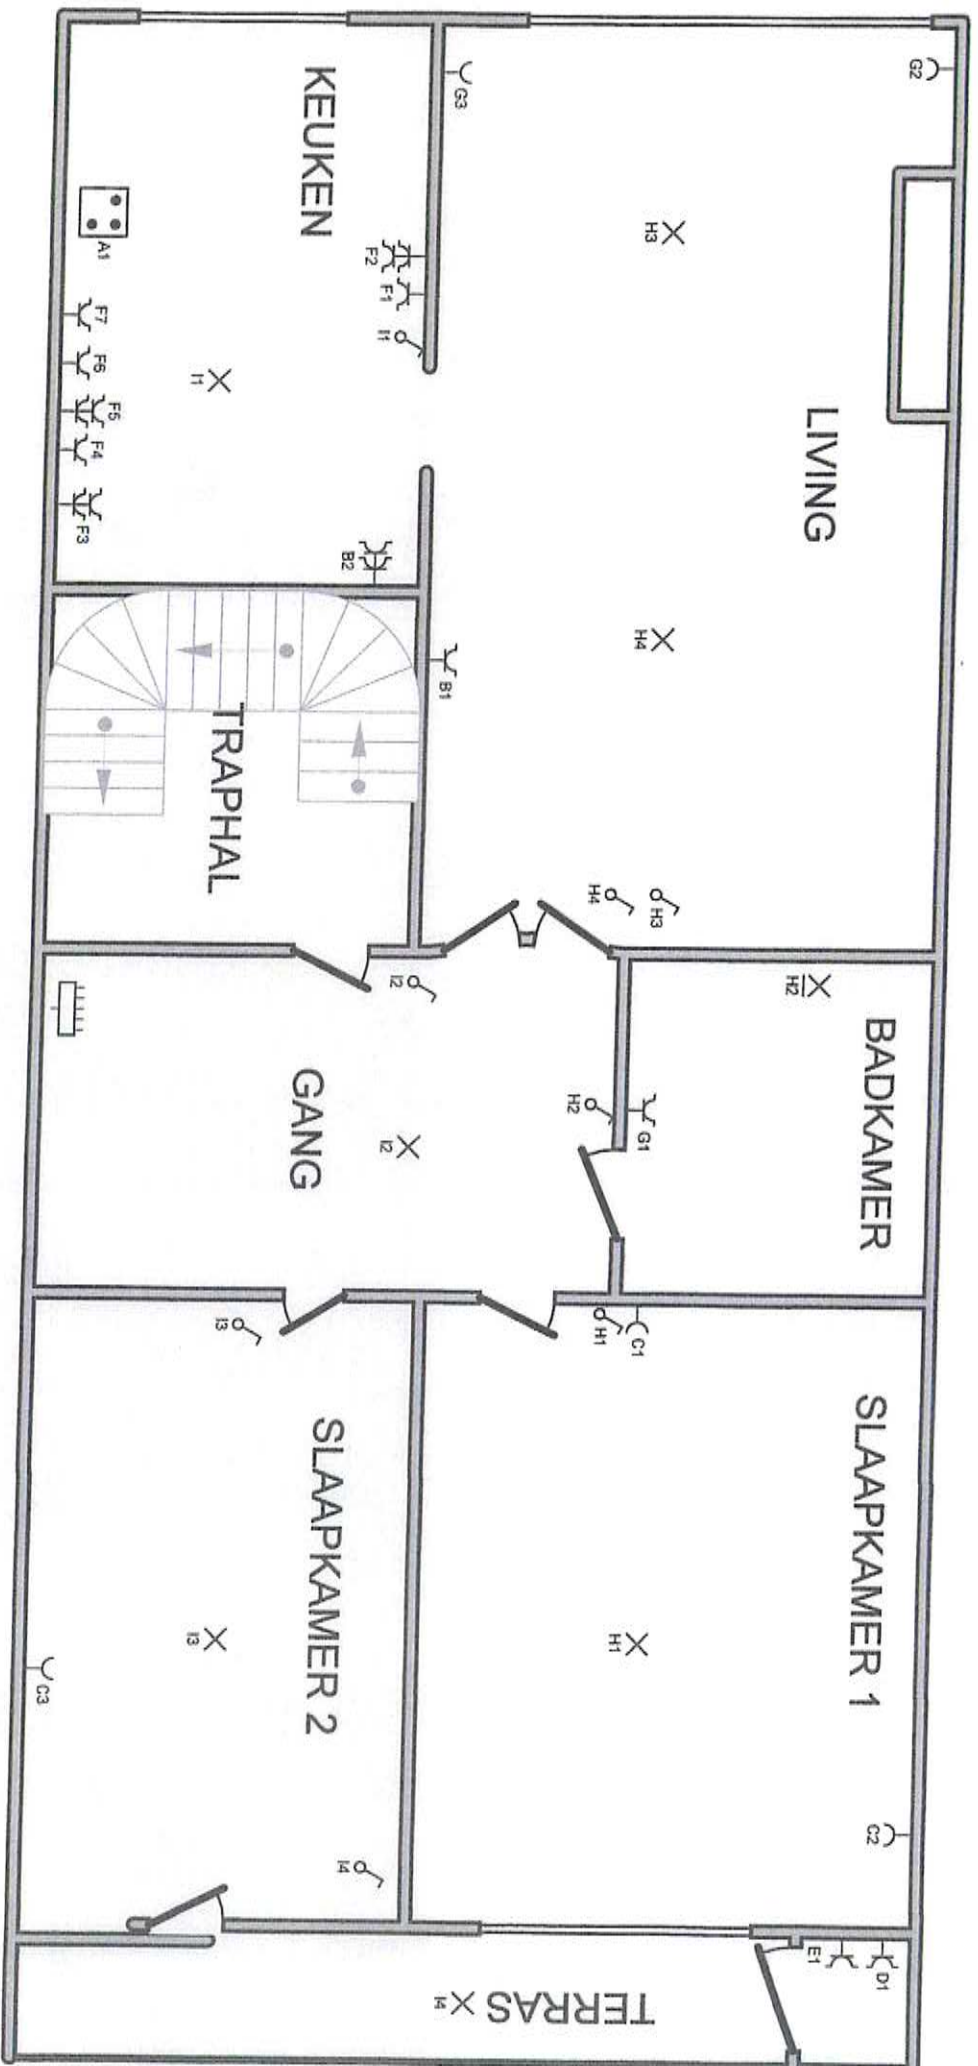 G2
G3
KEUKEN
H3
A1
F2
F1
I1
F7
F6
I1
F5
F4
F3
LIVING
B2
H4
B1
TRAPHAL
H4
H3
I2
H2
BADKAMER
GANG
H2
G1
I2
I3
H1
C1
SLAAPKAMER 1
SLAAPKAMER 2
I3
H1
C3
C2
I4
E1
D1
I4
TERRAS